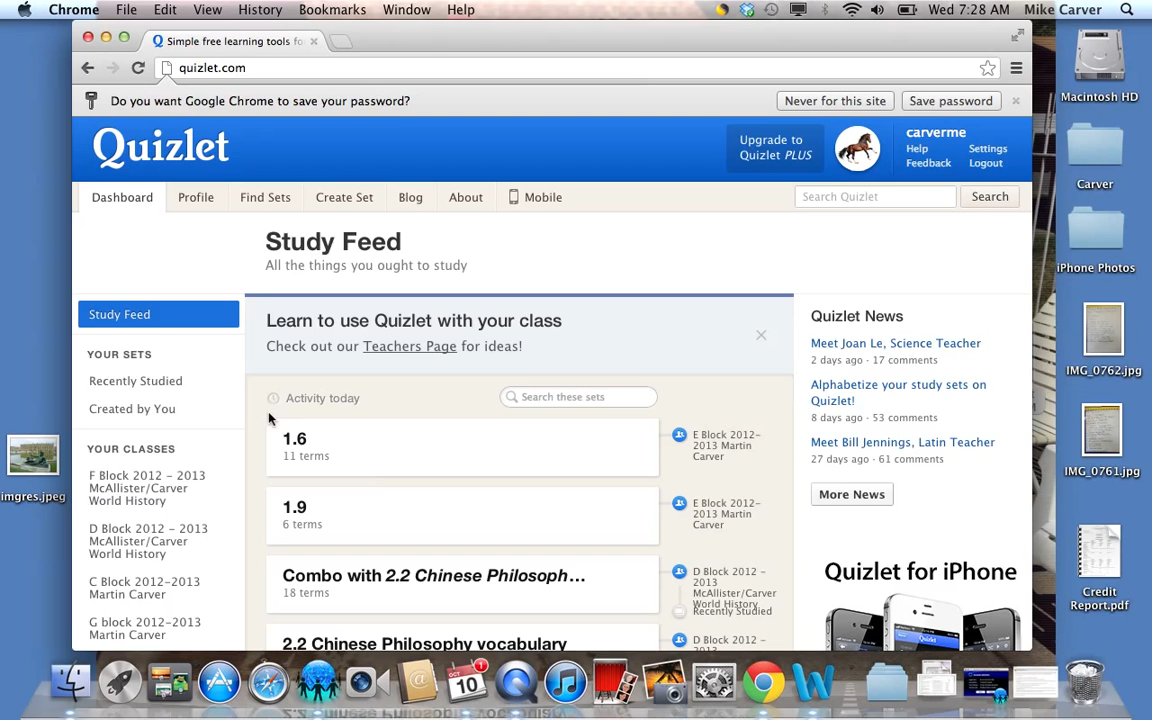 Chrome File Edit View History Bookmarks Window Help Wed 7:28 AM Mike Carver
Q Simple free learning tools fo
quizlet.com
Do you want Google Chrome to save your password? Never for this site Save password
Quizlet
Upgrade to
Quizlet PLUS
carverme
Help Settings
Feedback Logout
Dashboard Profile Find Sets Create Set Blog About Mobile Search Quizlet Search
Study Feed
All the things you ought to study
Study Feed
YOUR SETS
Recently Studied
Created by You
YOUR CLASSES
F Block 2012 - 2013
McAllister/Carver
World History
D Block 2012 - 2013
McAllister/Carver
World History
C Block 2012-2013
Martin Carver
G block 2012-2013
Martin Carver
Learn to use Quizlet with your class
Check out our Teachers Page for ideas!
Activity today Search these sets
1.6
11 terms
E Block 2012-
2013 Martin
Carver
1.9
6 terms
E Block 2012-
2013 Martin
Carver
Combo with 2.2 Chinese Philosoph...
18 terms
D Block 2012 -
2013
McAllister/Carver
World History
Recently Studied
2.2 Chinese Philosophy vocabulary
D Block 2012 -
Quizlet News
Meet Joan Le, Science Teacher
2 days ago - 17 comments
Alphabetize your study sets on
Quizlet!
8 days ago - 53 comments
Meet Bill Jennings, Latin Teacher
27 days ago - 61 comments
More News
Quizlet for iPhone
Macintosh HD
Carver
iPhone Photos
IMG_0762.jpg
IMG_0761.jpg
Credit
Report.pdf
imgres.jpeg
OCT
10
1